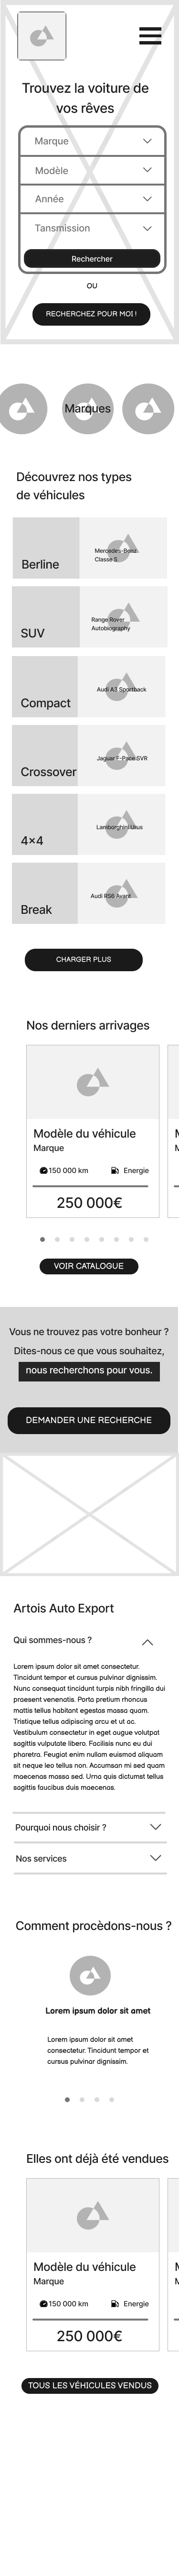 Trouvez la voiture de
vos rêves
Marque
Modèle
Année
Tansmission
Rechercher
OU
RECHERCHEZ POUR MOI !
Marques
Découvrez nos types
de véhicules
Berline
Mercedes-Benz
Classe S
SUV
Range Rover
Autobiography
Compact
Audi A3 Sportback
Crossover
Jaguar F-Pace SVR
4x4
Lamborghini Urus
Break
Audi RS6 Avant
CHARGER PLUS
Nos derniers arrivages
Modèle du véhicule
Marque
150 000 km
Energie
250 000€
VOIR CATALOGUE
Vous ne trouvez pas votre bonheur ?
Dites-nous ce que vous souhaitez,
nous recherchons pour vous.
DEMANDER UNE RECHERCHE
Artois Auto Export
Qui sommes-nous ?
Lorem ipsum dolor sit amet consectetur.
Tincidunt tempor et cursus pulvinar dignissim.
Nunc consequat tincidunt turpis nibh fringilla dui
praesent venenatis. Porta pretium rhoncus
mattis tellus habitant egestas massa quam.
Tristique tellus adipiscing arcu et ut ac.
Vestibulum consectetur in eget augue volutpat
sagittis vulputate libero. Facilisis nunc eu dui
pharetra. Feugiat enim nullam euismod aliquam
sit neque leo tellus non. Accumsan mi sed quam
maecenas massa sed. Urna quis dictumst tellus
sagittis faucibus duis maecenas.
Pourquoi nous choisir ?
Nos services
Comment procèdons-nous ?
Lorem ipsum dolor sit amet
Lorem ipsum dolor sit amet
consectetur. Tincidunt tempor et
cursus pulvinar dignissim.
Elles ont déjà été vendues
Modèle du véhicule
Marque
150 000 km
Energie
250 000€
TOUS LES VÉHICULES VENDUS